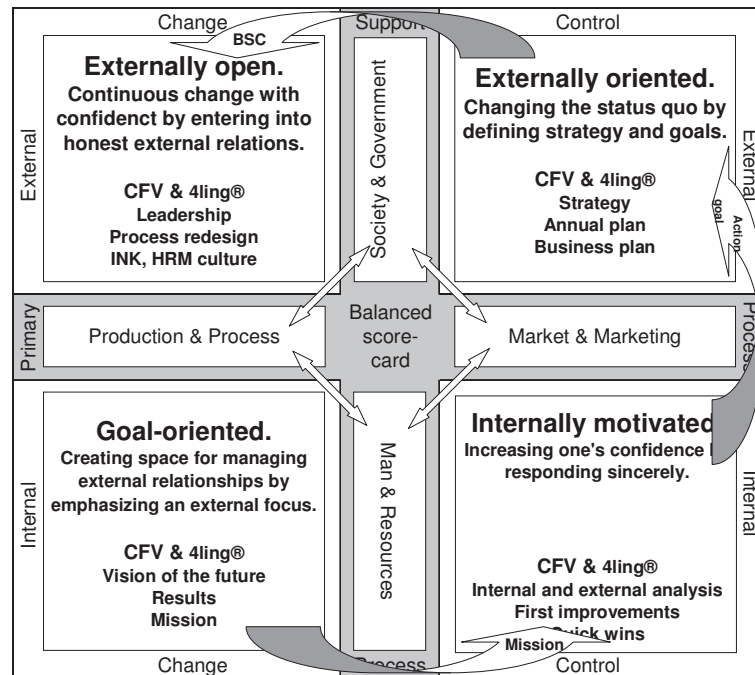 Change
Support
Control
BSC
External
Externally open.
Continuous change with
confidenct by entering into
honest external relations.
CFV & 4ling®
Leadership
Process redesign
INK, HRM culture
Society & Government
Externally oriented.
Changing the status quo by
defining strategy and goals.
CFV & 4ling®
Strategy
Annual plan
Business plan
External
Action
goal
Primary
Production & Process
Balanced
score-
card
Market & Marketing
Process
Internal
Goal-oriented.
Creating space for managing
external relationships by
emphasizing an external focus.
CFV & 4ling®
Vision of the future
Results
Mission
Man & Resources
Internally motivated
Increasing one's confidence
responding sincerely.
CFV & 4ling®
Internal and external analysis
First improvements
Quick wins
Internal
Mission
Change
Process
Control